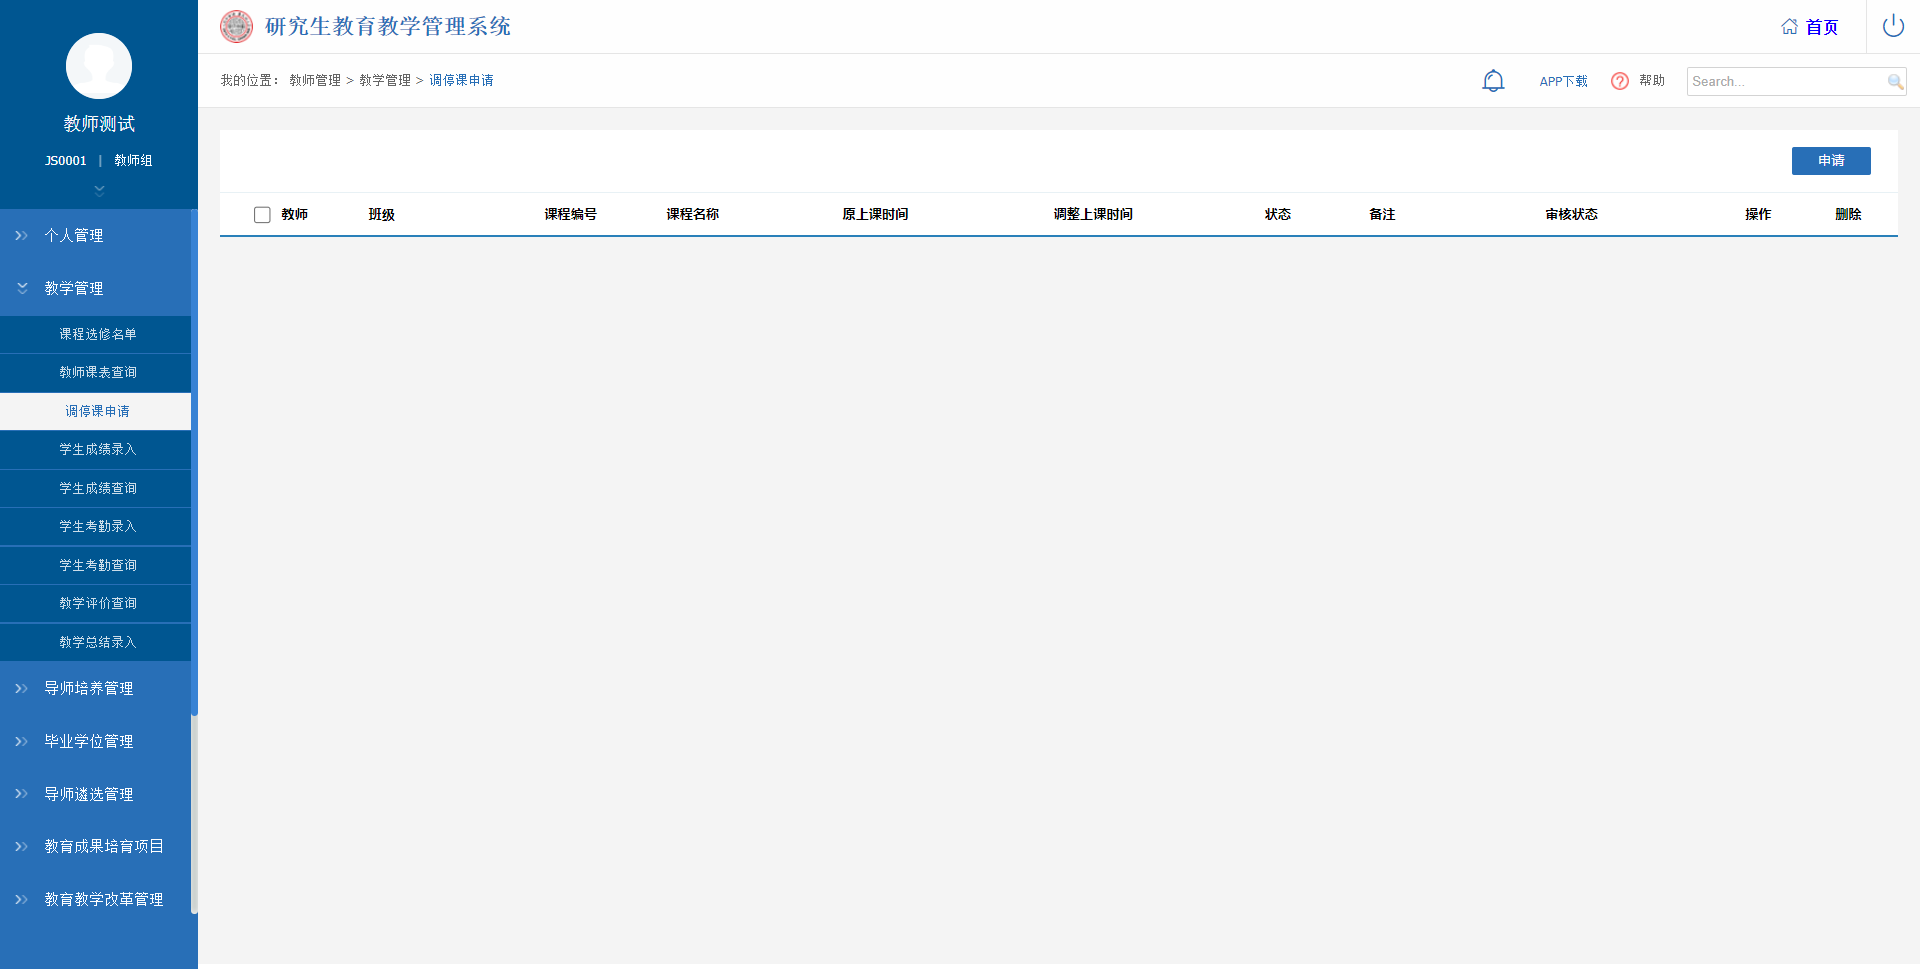 研究生教育教学管理系统
首页
教师测试
JS0001 | 教师组
我的位置： 教师管理 > 教学管理 > 调停课申请
APP下载
帮助
Search...
申请
教师 班级 课程编号 课程名称 原上课时间 调整上课时间 状态 备注 审核状态 操作 删除
个人管理
教学管理
课程选修名单
教师课表查询
调停课申请
学生成绩录入
学生成绩查询
学生考勤录入
学生考勤查询
教学评价查询
教学总结录入
导师培养管理
毕业学位管理
导师遴选管理
教育成果培育项目
教育教学改革管理